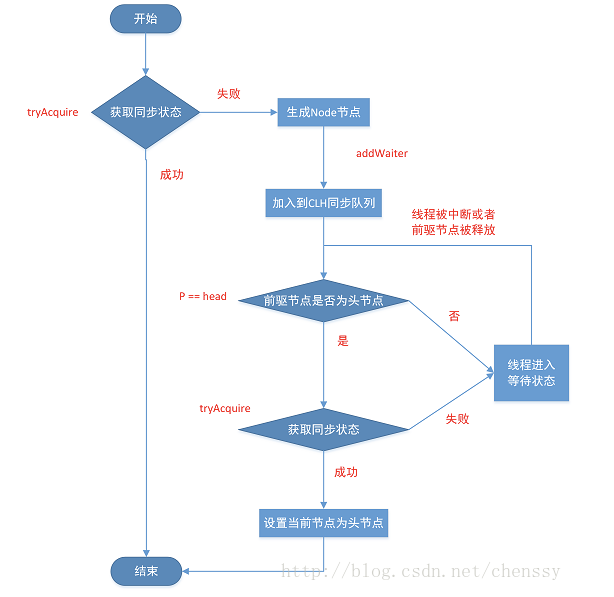 开始
tryAcquire
获取同步状态
失败
生成Node节点
成功
addWaiter
加入到CLH同步队列
线程被中断或者
前驱节点被释放
P == head
前驱节点是否为头节点
否
是
线程进入
等待状态
tryAcquire
获取同步状态
失败
成功
设置当前节点为头节点
结束
http://blog.csdn.net/chenssy